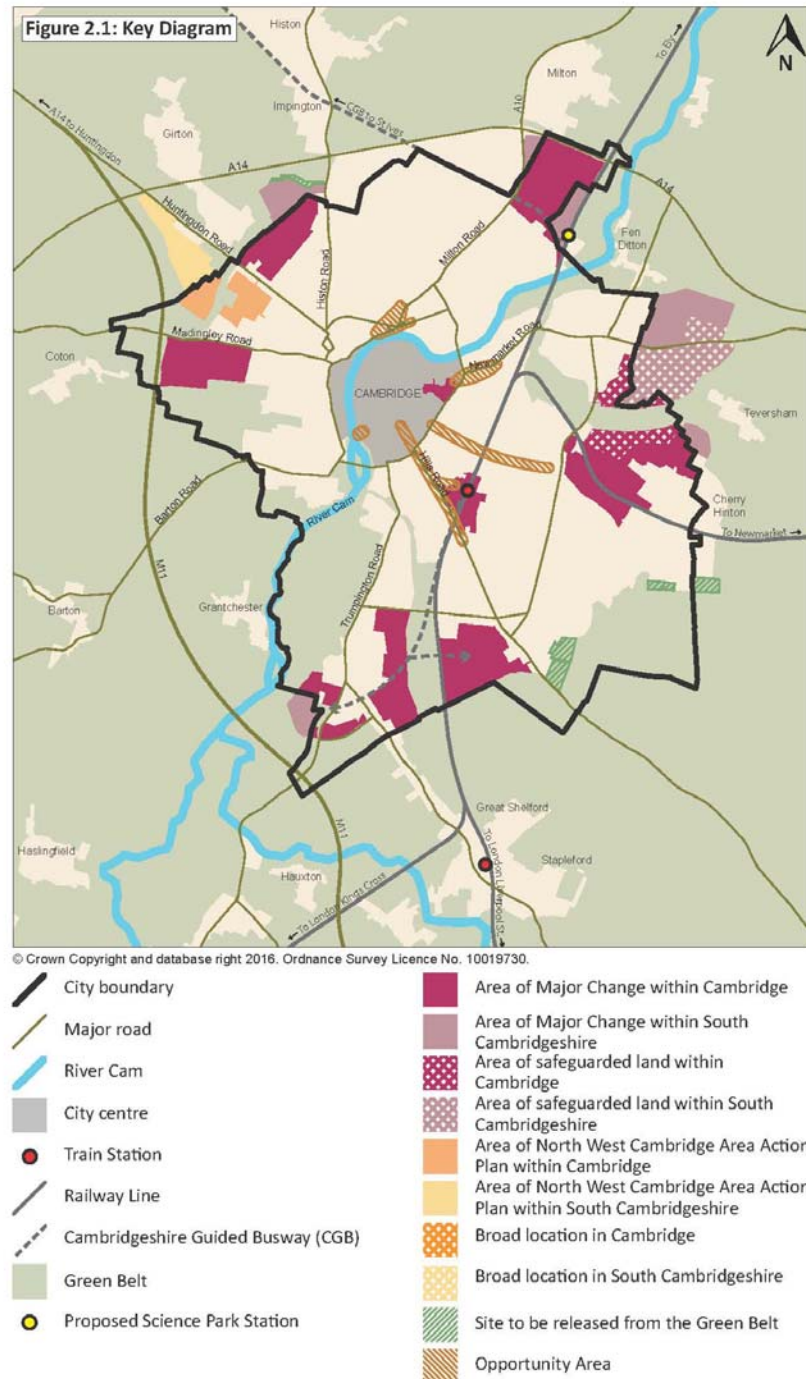 Figure 2.1: Key Diagram
Histon
To Ely
N
Milton
Impington
CGB to St Ives
A10
A14 to Huntingdon
Girton
A14
A14
Huntingdon Road
Histon Road
Milton Road
Fen
Ditton
Madingley Road
Newmarket Road
Coton
CAMBRIDGE
Teversham
Hills Road
Barton Road
River Cam
Cherry
Hinton
To Newmarket
M11
Trumpington Road
Grantchester
Barton
Great Shelford
M11
Haslingfield
Stapleford
Hauxton
To London Kings Cross
To London Liverpool St.
© Crown Copyright and database right 2016. Ordnance Survey Licence No. 10019730.
City boundary
Major road
River Cam
City centre
Train Station
Railway Line
Cambridgeshire Guided Busway (CGB)
Green Belt
Proposed Science Park Station
Area of Major Change within Cambridge
Area of Major Change within South
Cambridgeshire
Area of safeguarded land within
Cambridge
Area of safeguarded land within South
Cambridgeshire
Area of North West Cambridge Area Action
Plan within Cambridge
Area of North West Cambridge Area Action
Plan within South Cambridgeshire
Broad location in Cambridge
Broad location in South Cambridgeshire
Site to be released from the Green Belt
Opportunity Area